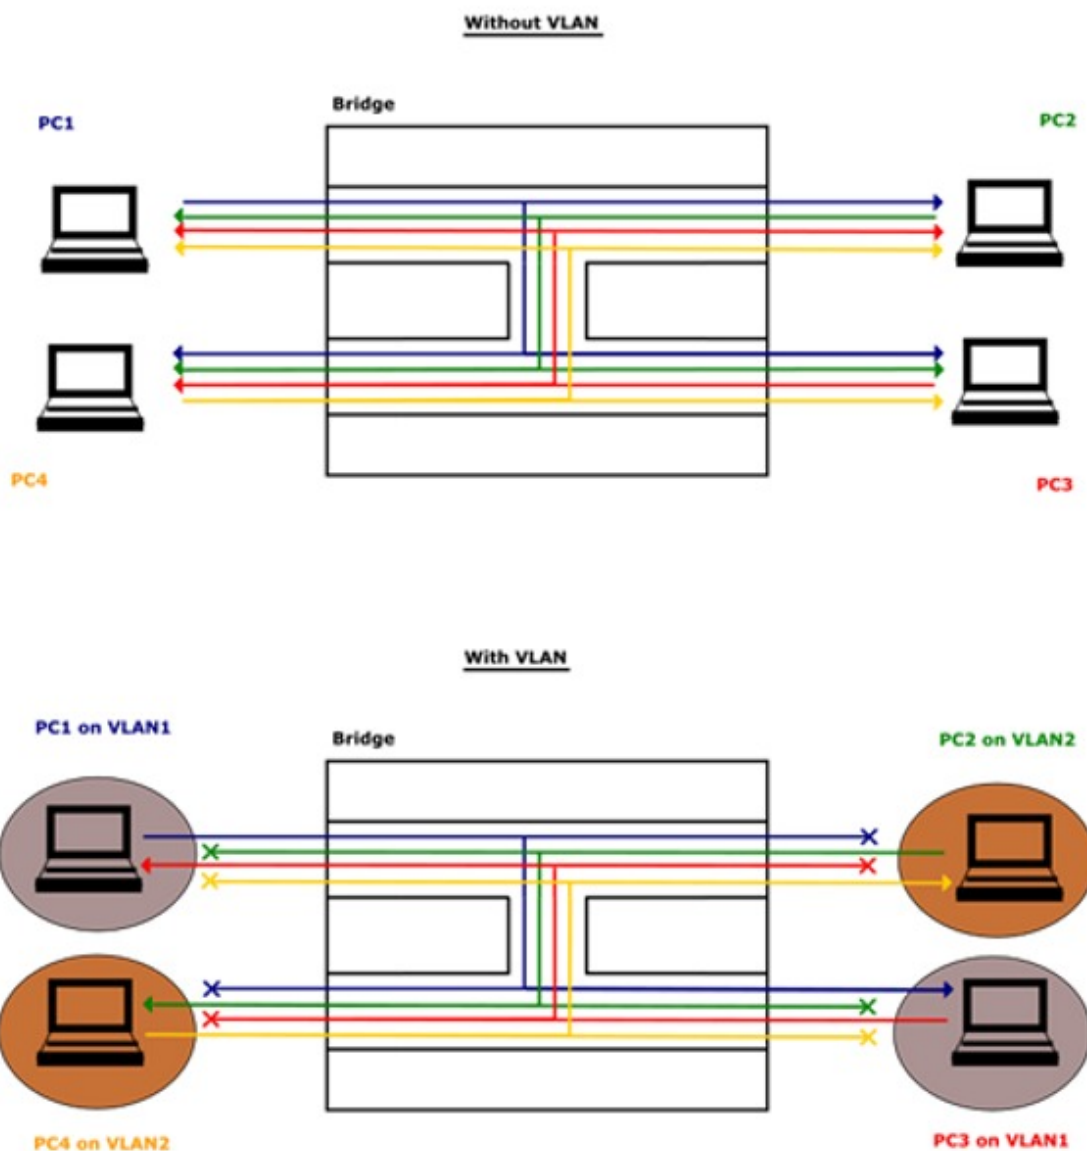 Without VLAN
Bridge
PC1
PC2
PC4
PC3
With VLAN
PC1 on VLAN1
Bridge
PC2 on VLAN2
PC4 on VLAN2
PC3 on VLAN1